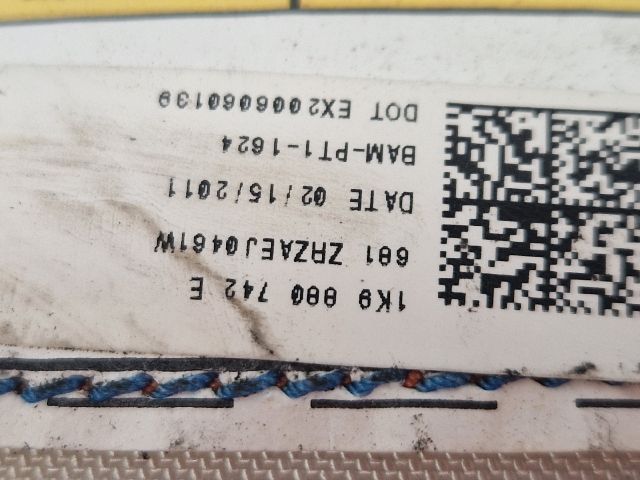 1K0 880 742 E
681 ZRZAEJ0461W
DATE 02/15/2011
BAM-PT1-1624
DOT EX2006060139